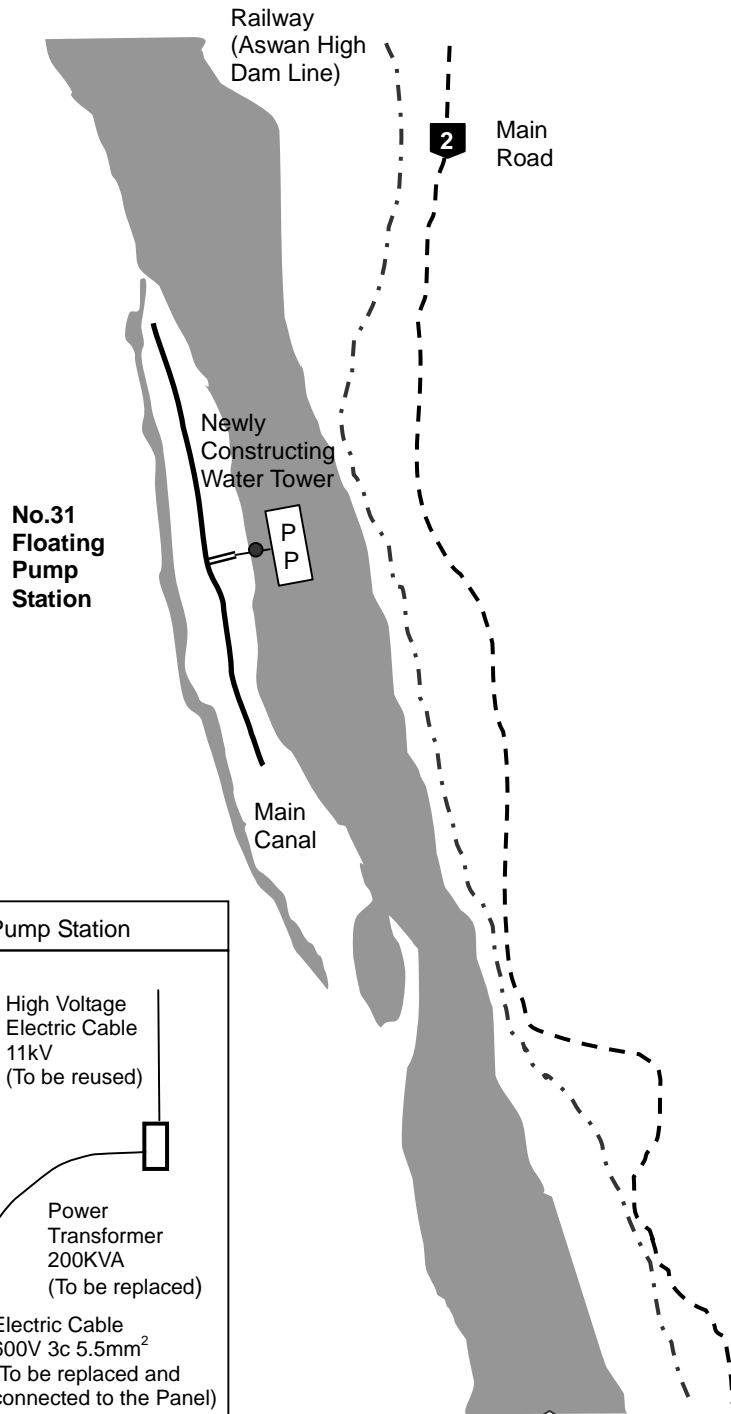 Railway
(Aswan High
Dam Line)
2
Main
Road
Newly
Constructing
Water Tower
No.31
Floating
Pump
Station
P
P
Main
Canal
Pump Station
High Voltage
Electric Cable
11kV
(To be reused)
Power
Transformer
200KVA
(To be replaced)
Electric Cable
600V 3c 5.5mm²
(To be replaced and
connected to the Panel)